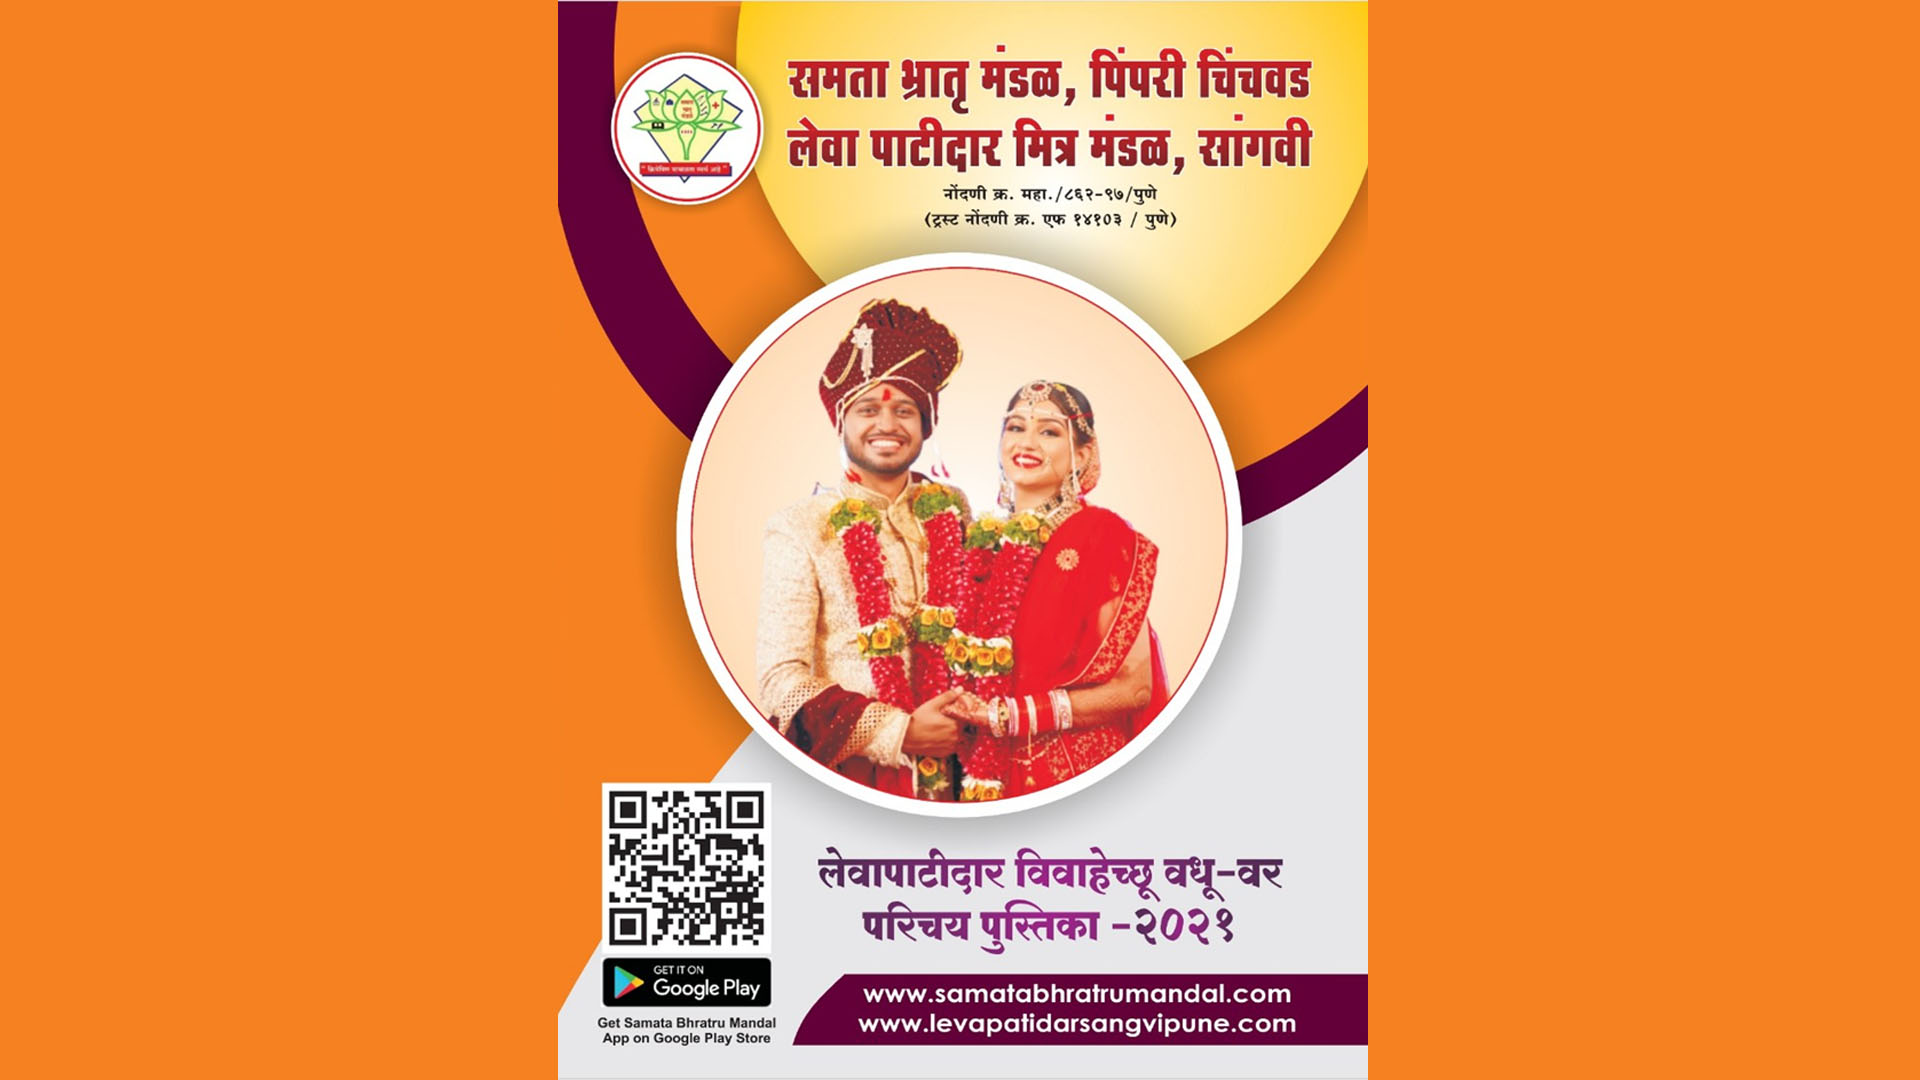 समता भ्रातृ मंडळ, पिंपरी चिंचवड
लेवा पाटीदार मित्र मंडळ, सांगवी
नोंदणी क्र. महा./८६२-९७/पुणे
(ट्रस्ट नोंदणी क्र. एफ १४१०३ / पुणे)
समता
भ्रातृ
मंडळ
लेवापाटीदार विवाहेच्छू वधू-वर
परिचय पुस्तिका -२०२१
GET IT ON
Google Play
Get Samata Bhratru Mandal
App on Google Play Store
www.samatabhratrumandal.com
www.levapatidarsangvipune.com